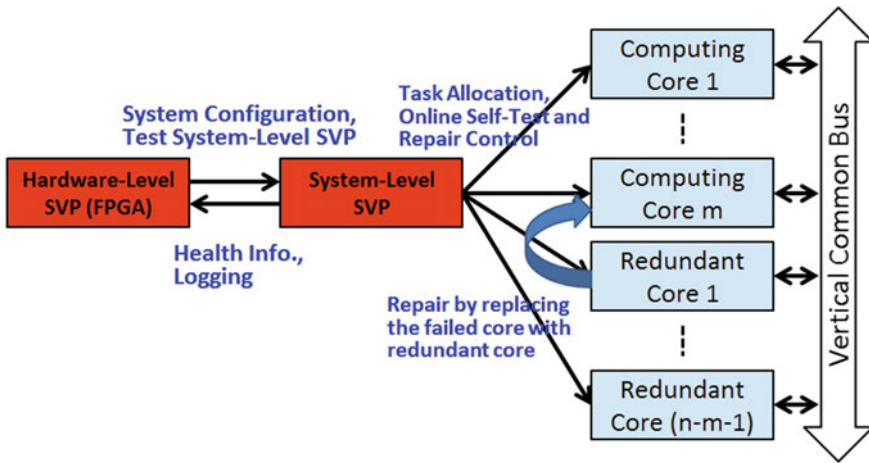 System Configuration,
Test System-Level SVP
Hardware-Level
SVP (FPGA)
System-Level
SVP
Health Info.,
Logging
Task Allocation,
Online Self-Test and
Repair Control
Repair by replacing
the failed core with
redundant core
Computing
Core 1
Computing
Core m
Redundant
Core 1
Redundant
Core (n-m-1)
Vertical Common Bus